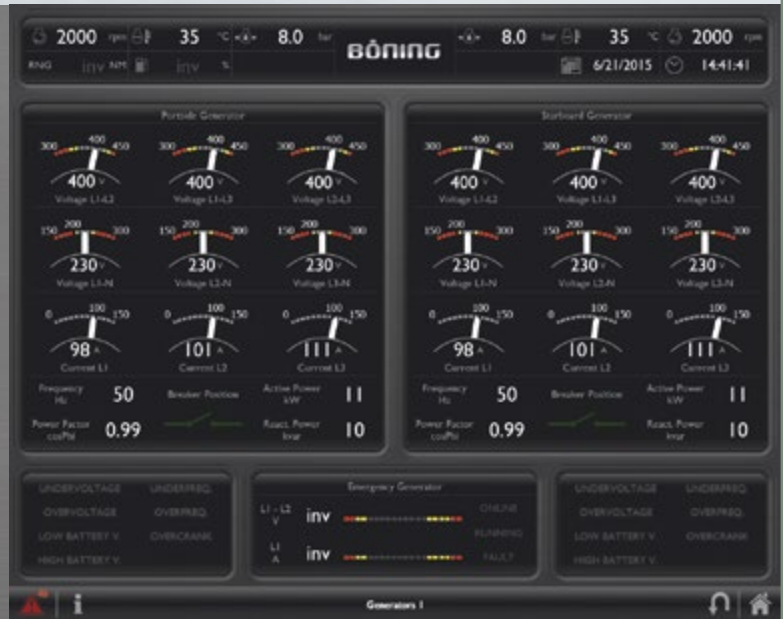 2000 rpm 35 °C 8.0 bar BÖNING 8.0 bar 35 °C 2000 rpm
RNG inv NM inv % 6/21/2015 14:41:41
Portside Generator
300 400 450 300 400 450 300 400 450
400 V 400 V 400 V
Voltage L1-L2 Voltage L1-L3 Voltage L2-L3
150 200 300 150 200 300 150 200 300
230 V 230 V 230 V
Voltage L1-N Voltage L2-N Voltage L3-N
0 100 150 0 100 150 0 100 150
98 A 101 A 111 A
Current L1 Current L2 Current L3
Frequency Hz 50 Breaker Position Active Power kW 11
Power Factor cosPhi 0.99 React. Power kvar 10
Starboard Generator
300 400 450 300 400 450 300 400 450
400 V 400 V 400 V
Voltage L1-L2 Voltage L1-L3 Voltage L2-L3
150 200 300 150 200 300 150 200 300
230 V 230 V 230 V
Voltage L1-N Voltage L2-N Voltage L3-N
0 100 150 0 100 150 0 100 150
98 A 101 A 111 A
Current L1 Current L2 Current L3
Frequency Hz 50 Breaker Position Active Power kW 11
Power Factor cosPhi 0.99 React. Power kvar 10
UNDERVOLTAGE UNDERFREQ.
OVERVOLTAGE OVERFREQ.
LOW BATTERY V. OVERCRANK
HIGH BATTERY V.
Emergency Generator
L1 - L2 V inv ONLINE
RUNNING
L1 A inv FAULT
UNDERVOLTAGE UNDERFREQ.
OVERVOLTAGE OVERFREQ.
LOW BATTERY V. OVERCRANK
HIGH BATTERY V.
Generators 1